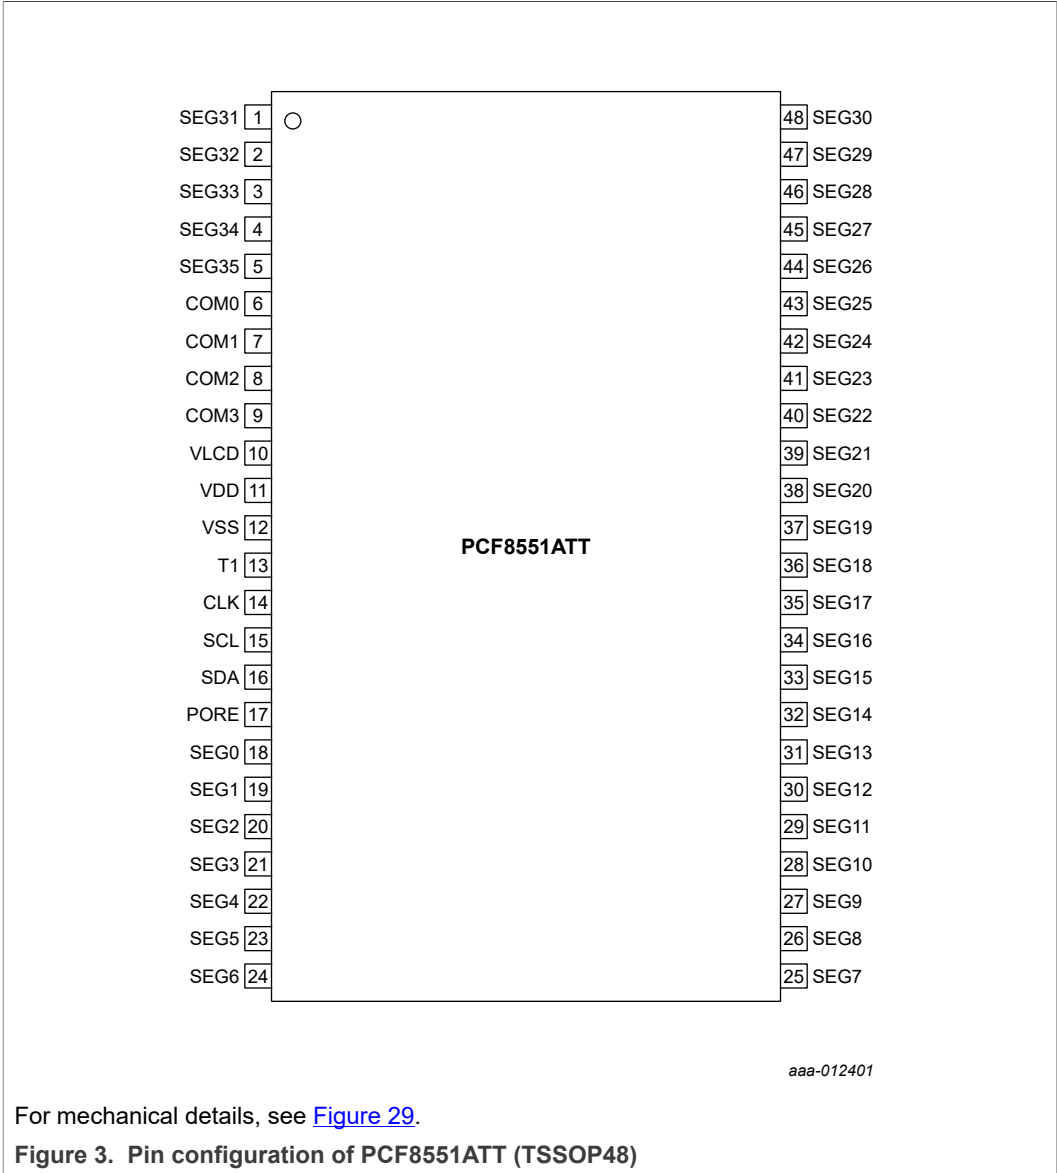 SEG31 1 48 SEG30
SEG32 2 47 SEG29
SEG33 3 46 SEG28
SEG34 4 45 SEG27
SEG35 5 44 SEG26
COM0 6 43 SEG25
COM1 7 42 SEG24
COM2 8 41 SEG23
COM3 9 40 SEG22
VLCD 10 39 SEG21
VDD 11 38 SEG20
VSS 12 37 SEG19
PCF8551ATT
T1 13 36 SEG18
CLK 14 35 SEG17
SCL 15 34 SEG16
SDA 16 33 SEG15
PORE 17 32 SEG14
SEG0 18 31 SEG13
SEG1 19 30 SEG12
SEG2 20 29 SEG11
SEG3 21 28 SEG10
SEG4 22 27 SEG9
SEG5 23 26 SEG8
SEG6 24 25 SEG7
aaa-012401
For mechanical details, see Figure 29.
Figure 3. Pin configuration of PCF8551ATT (TSSOP48)